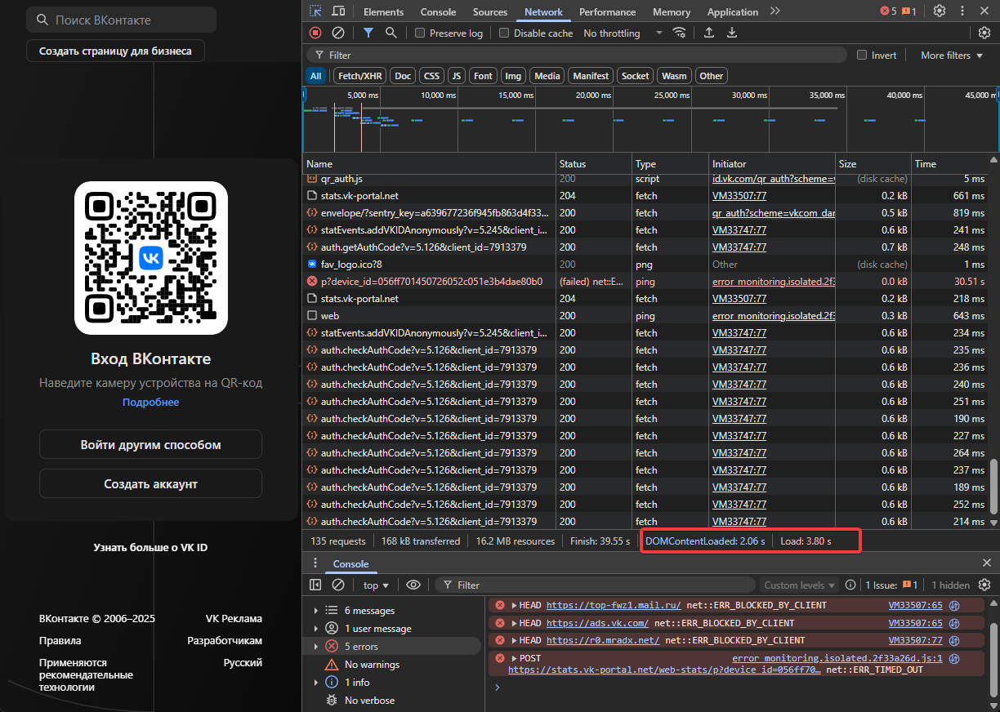 Поиск ВКонтакте
Создать страницу для бизнеса
Вход ВКонтакте
Наведите камеру устройства на QR-код
Подробнее
Войти другим способом
Создать аккаунт
Узнать больше о VK ID
ВКонтакте © 2006–2025
VK Реклама
Правила
Разработчикам
Применяются
рекомендательные
технологии
Русский
Elements Console Sources Network Performance Memory Application 5 1
Preserve log Disable cache No throttling
Filter Invert More filters
All Fetch/XHR Doc CSS JS Font Img Media Manifest Socket Wasm Other
5,000 ms 10,000 ms 15,000 ms 20,000 ms 25,000 ms 30,000 ms 35,000 ms 40,000 ms 45,000 m
Name Status Type Initiator Size Time
qr_auth.js 200 script id.vk.com/qr_auth?scheme=v (disk cache) 5 ms
stats.vk-portal.net 204 fetch VM33507:77 0.2 kB 661 ms
envelope/?sentry_key=a639677236f945fb863d4f33... 200 fetch qr_auth?scheme=vkcom_dar 0.5 kB 819 ms
statEvents.addVKIDAnonymously?v=5.245&client_i... 200 fetch VM33747:77 0.6 kB 241 ms
auth.getAuthCode?v=5.126&client_id=7913379 200 fetch VM33747:77 0.7 kB 248 ms
fav_logo.ico?8 200 png Other (disk cache) 1 ms
p?device_id=056ff701450726052c051e3b4dae80b0 (failed) net::E... ping error_monitoring.isolated.2f3 0.0 kB 30.51 s
stats.vk-portal.net 204 fetch VM33507:77 0.2 kB 218 ms
web 200 ping error_monitoring.isolated.2f3 0.3 kB 643 ms
statEvents.addVKIDAnonymously?v=5.245&client_i... 200 fetch VM33747:77 0.6 kB 234 ms
auth.checkAuthCode?v=5.126&client_id=7913379 200 fetch VM33747:77 0.6 kB 235 ms
auth.checkAuthCode?v=5.126&client_id=7913379 200 fetch VM33747:77 0.6 kB 236 ms
auth.checkAuthCode?v=5.126&client_id=7913379 200 fetch VM33747:77 0.6 kB 240 ms
auth.checkAuthCode?v=5.126&client_id=7913379 200 fetch VM33747:77 0.6 kB 251 ms
auth.checkAuthCode?v=5.126&client_id=7913379 200 fetch VM33747:77 0.6 kB 190 ms
auth.checkAuthCode?v=5.126&client_id=7913379 200 fetch VM33747:77 0.6 kB 227 ms
auth.checkAuthCode?v=5.126&client_id=7913379 200 fetch VM33747:77 0.6 kB 264 ms
auth.checkAuthCode?v=5.126&client_id=7913379 200 fetch VM33747:77 0.6 kB 237 ms
auth.checkAuthCode?v=5.126&client_id=7913379 200 fetch VM33747:77 0.6 kB 189 ms
auth.checkAuthCode?v=5.126&client_id=7913379 200 fetch VM33747:77 0.6 kB 252 ms
auth.checkAuthCode?v=5.126&client_id=7913379 200 fetch VM33747:77 0.6 kB 214 ms
135 requests 168 kB transferred 16.2 MB resources Finish: 39.55 s DOMContentLoaded: 2.06 s Load: 3.80 s
Console
top Filter Custom levels 1 Issue: 1 1 hidden
6 messages
1 user message
5 errors
No warnings
1 info
No verbose
HEAD https://top-fwz1.mail.ru/ net::ERR_BLOCKED_BY_CLIENT VM33507:65
HEAD https://ads.vk.com/ net::ERR_BLOCKED_BY_CLIENT VM33507:65
HEAD https://r0.mradx.net/ net::ERR_BLOCKED_BY_CLIENT VM33507:77
POST error_monitoring.isolated.2f33a26d.js:1
https://stats.vk-portal.net/web-stats/p?device_id=056ff70… net::ERR_TIMED_OUT